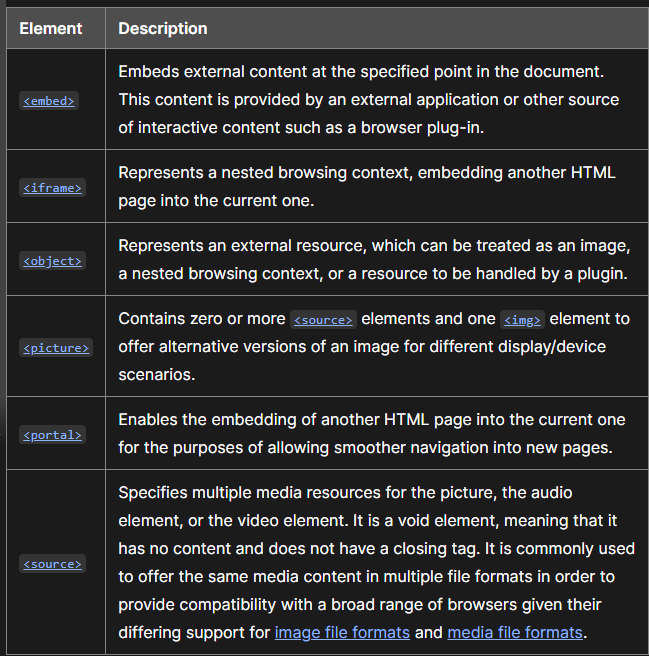 Element Description
<embed> Embeds external content at the specified point in the document.
This content is provided by an external application or other source
of interactive content such as a browser plug-in.
<iframe> Represents a nested browsing context, embedding another HTML
page into the current one.
<object> Represents an external resource, which can be treated as an image,
a nested browsing context, or a resource to be handled by a plugin.
<picture> Contains zero or more <source> elements and one <img> element to
offer alternative versions of an image for different display/device
scenarios.
<portal> Enables the embedding of another HTML page into the current one
for the purposes of allowing smoother navigation into new pages.
<source> Specifies multiple media resources for the picture, the audio
element, or the video element. It is a void element, meaning that it
has no content and does not have a closing tag. It is commonly used
to offer the same media content in multiple file formats in order to
provide compatibility with a broad range of browsers given their
differing support for image file formats and media file formats.